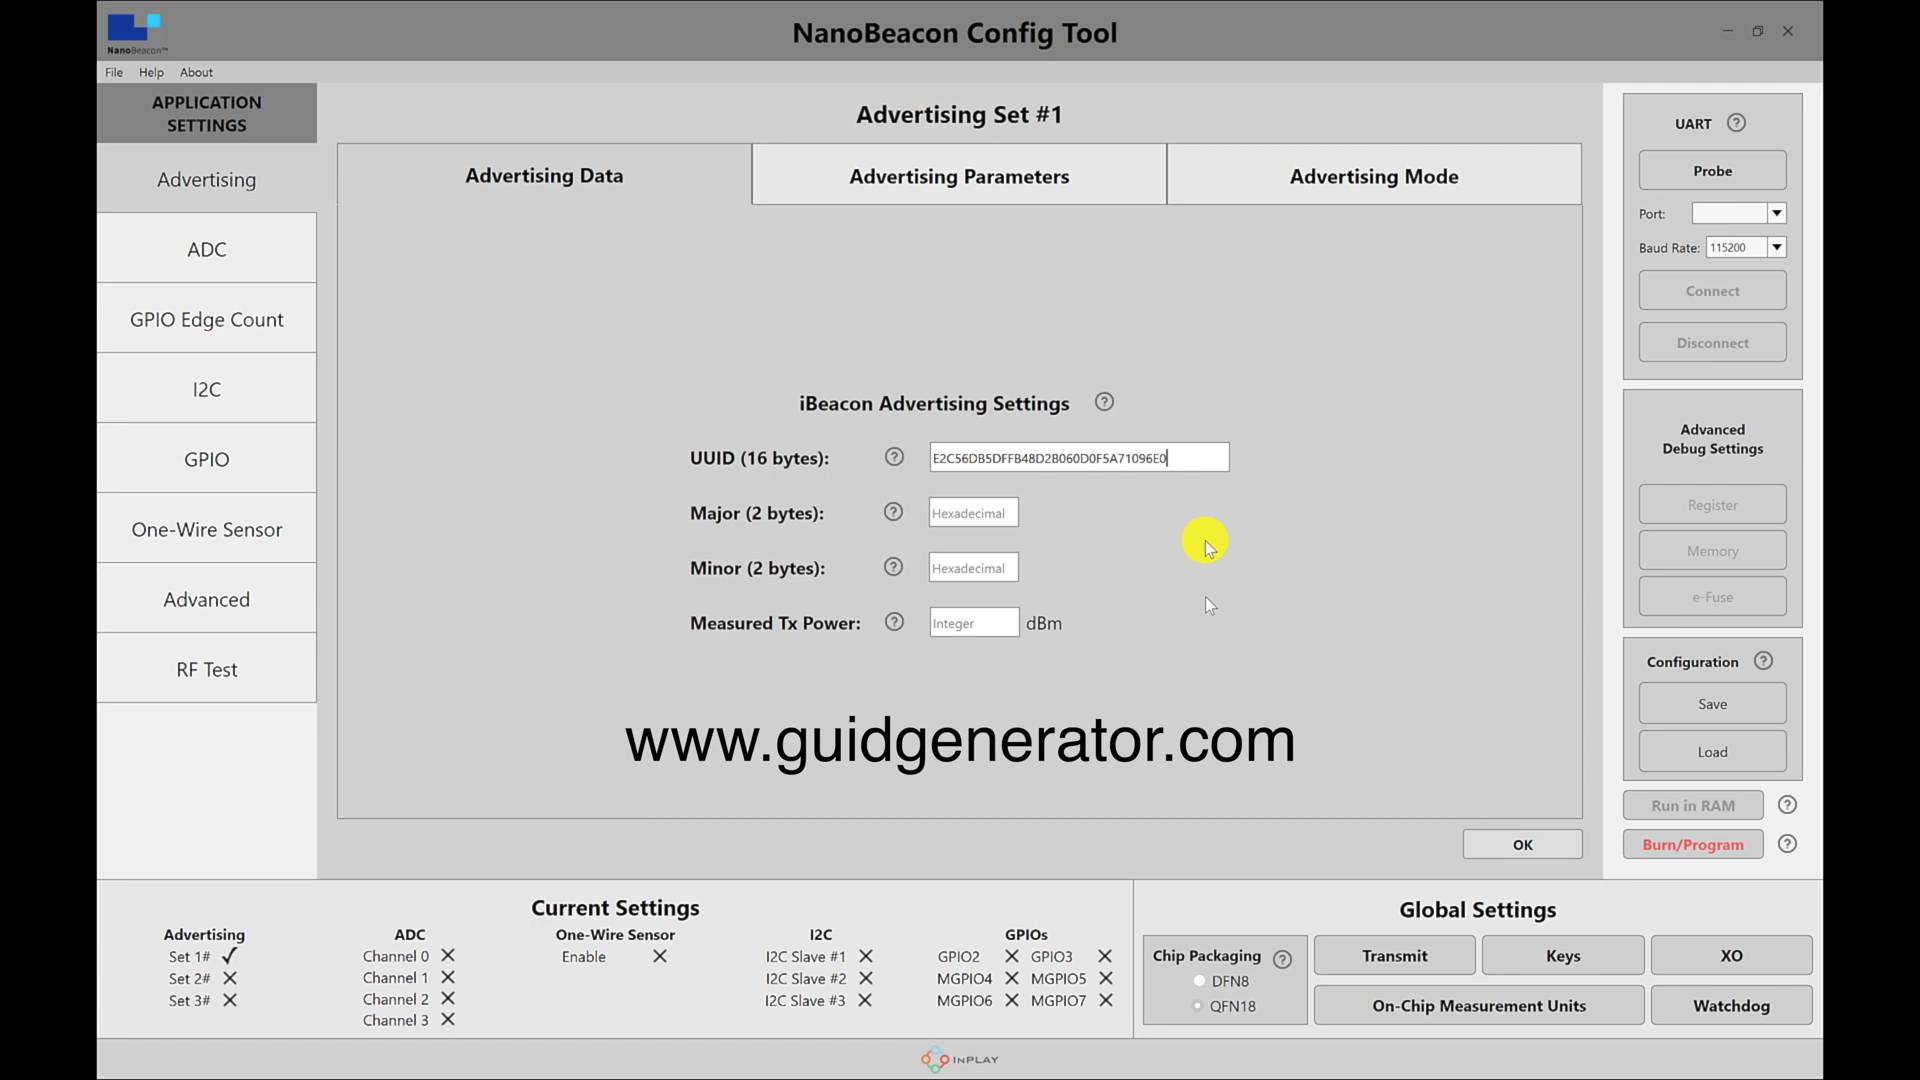 NanoBeacon Config Tool
NanoBeacon™
File Help About
APPLICATION
SETTINGS
Advertising
ADC
GPIO Edge Count
I2C
GPIO
One-Wire Sensor
Advanced
RF Test
Advertising Set #1
Advertising Data
Advertising Parameters
Advertising Mode
iBeacon Advertising Settings ?
UUID (16 bytes): ? E2C56DB5DFFB48D2B060D0F5A71096E0
Major (2 bytes): ? Hexadecimal
Minor (2 bytes): ? Hexadecimal
Measured Tx Power: ? Integer dBm
www.guidgenerator.com
OK
UART ?
Probe
Port:
Baud Rate: 115200
Connect
Disconnect
Advanced
Debug Settings
Register
Memory
e-Fuse
Configuration ?
Save
Load
Run in RAM ?
Burn/Program ?
Current Settings
Advertising
Set 1#
Set 2#
Set 3#
ADC
Channel 0
Channel 1
Channel 2
Channel 3
One-Wire Sensor
Enable
I2C
I2C Slave #1
I2C Slave #2
I2C Slave #3
GPIOs
GPIO2 GPIO3
MGPIO4 MGPIO5
MGPIO6 MGPIO7
Global Settings
Chip Packaging ?
DFN8
QFN18
Transmit
Keys
XO
On-Chip Measurement Units
Watchdog
INPLAY